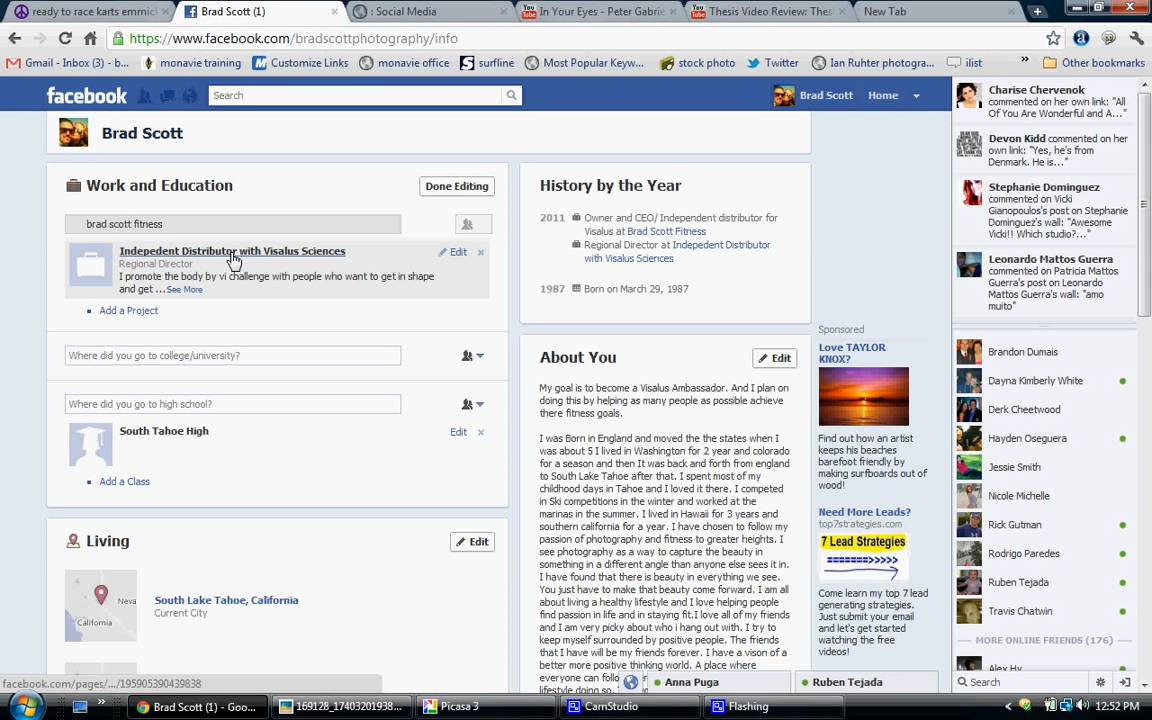 ready to race karts emmick
Brad Scott (1)
: Social Media
In Your Eyes - Peter Gabrie
Thesis Video Review: Thes
New Tab
https://www.facebook.com/bradscottphotography/info
Gmail - Inbox (3) - b...
monavie training
Customize Links
monavie office
surfline
Most Popular Keyw...
stock photo
Twitter
Ian Ruhter photogra...
ilist
Other bookmarks
facebook
Search
Brad Scott
Home
Brad Scott
Work and Education
Done Editing
brad scott fitness
Indepedent Distributor with Visalus Sciences
Edit
Regional Director
I promote the body by vi challenge with people who want to get in shape
and get ... See More
Add a Project
Where did you go to college/university?
Where did you go to high school?
South Tahoe High
Edit
Add a Class
Living
Edit
Neva
California
South Lake Tahoe, California
Current City
History by the Year
2011
Owner and CEO/ Independent distributor for
Visalus at Brad Scott Fitness
Regional Director at Indepedent Distributor
with Visalus Sciences
1987
Born on March 29, 1987
About You
Edit
My goal is to become a Visalus Ambassador. And I plan on
doing this by helping as many people as possible achieve
there fitness goals.
I was Born in England and moved the the states when I
was about 5 I lived in Washington for 2 year and colorado
for a season and then It was back and forth from england
to South Lake Tahoe after that. I spent most of my
childhood days in Tahoe and I loved it there. I competed
in Ski competitions in the winter and worked at the
marinas in the summer. I lived in Hawaii for 3 years and
southern california for a year. I have chosen to follow my
passion of photography and fitness to greater heights. I
see photography as a way to capture the beauty in
something in a different angle than anyone else sees it in.
I have found that there is beauty in everything we see.
You just have to make that beauty come forward. I am all
about living a healthy lifestyle and I love helping people
find passion in life and in staying fit.I love all of my friends
and I am very picky about who i hang out with. I try to
keep myself surrounded by positive people. The friends
that I have will be my friends forever. I have a vison of a
better more positive thinking world. A place where
everyone can follo
lifestyle doing so.
Sponsored
Love TAYLOR
KNOX?
Find out how an artist
keeps his beaches
barefoot friendly by
making surfboards out of
wood!
Need More Leads?
top7strategies.com
7 Lead Strategies
=======>>>>>
Come learn my top 7 lead
generating strategies.
Just submit your email
and let's get started
watching the free
videos!
Charise Chervenok
commented on her own link: "All
Of You Are Wonderful and A..."
Devon Kidd commented on her
own link: "Yes, he's from
Denmark. He is..."
Stephanie Dominguez
commented on Vicki
Gianopoulos's post on Stephanie
Dominguez's wall: "Awesome
Vicki!! Which studio?..."
Leonardo Mattos Guerra
commented on Patricia Mattos
Guerra's post on Leonardo
Mattos Guerra's wall: "amo
muito"
Brandon Dumais
Dayna Kimberly White
Derk Cheetwood
Hayden Oseguera
Jessie Smith
Nicole Michelle
Rick Gutman
Rodrigo Paredes
Ruben Tejada
Travis Chatwin
MORE ONLINE FRIENDS (176)
Alex Hy
Search
Anna Puga
Ruben Tejada
facebook.com/pages/.../195905390439838
Brad Scott (1) - Goo...
169128_17403201938...
Picasa 3
CamStudio
Flashing
12:52 PM